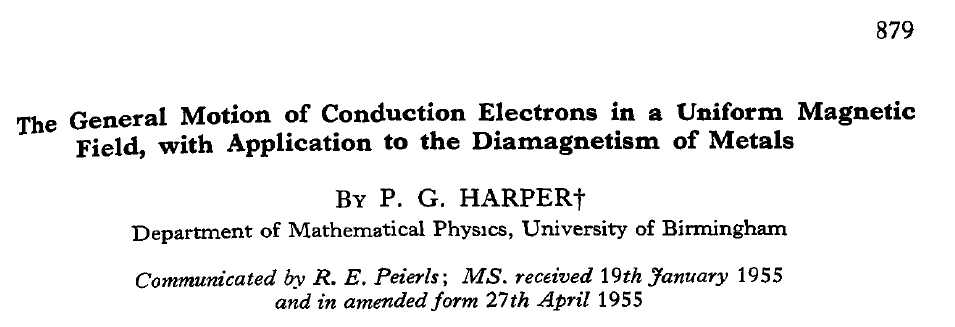 879
The General Motion of Conduction Electrons in a Uniform Magnetic
Field, with Application to the Diamagnetism of Metals
By P. G. HARPER†
Department of Mathematical Physics, University of Birmingham
Communicated by R. E. Peierls; MS. received 19th January 1955
and in amended form 27th April 1955